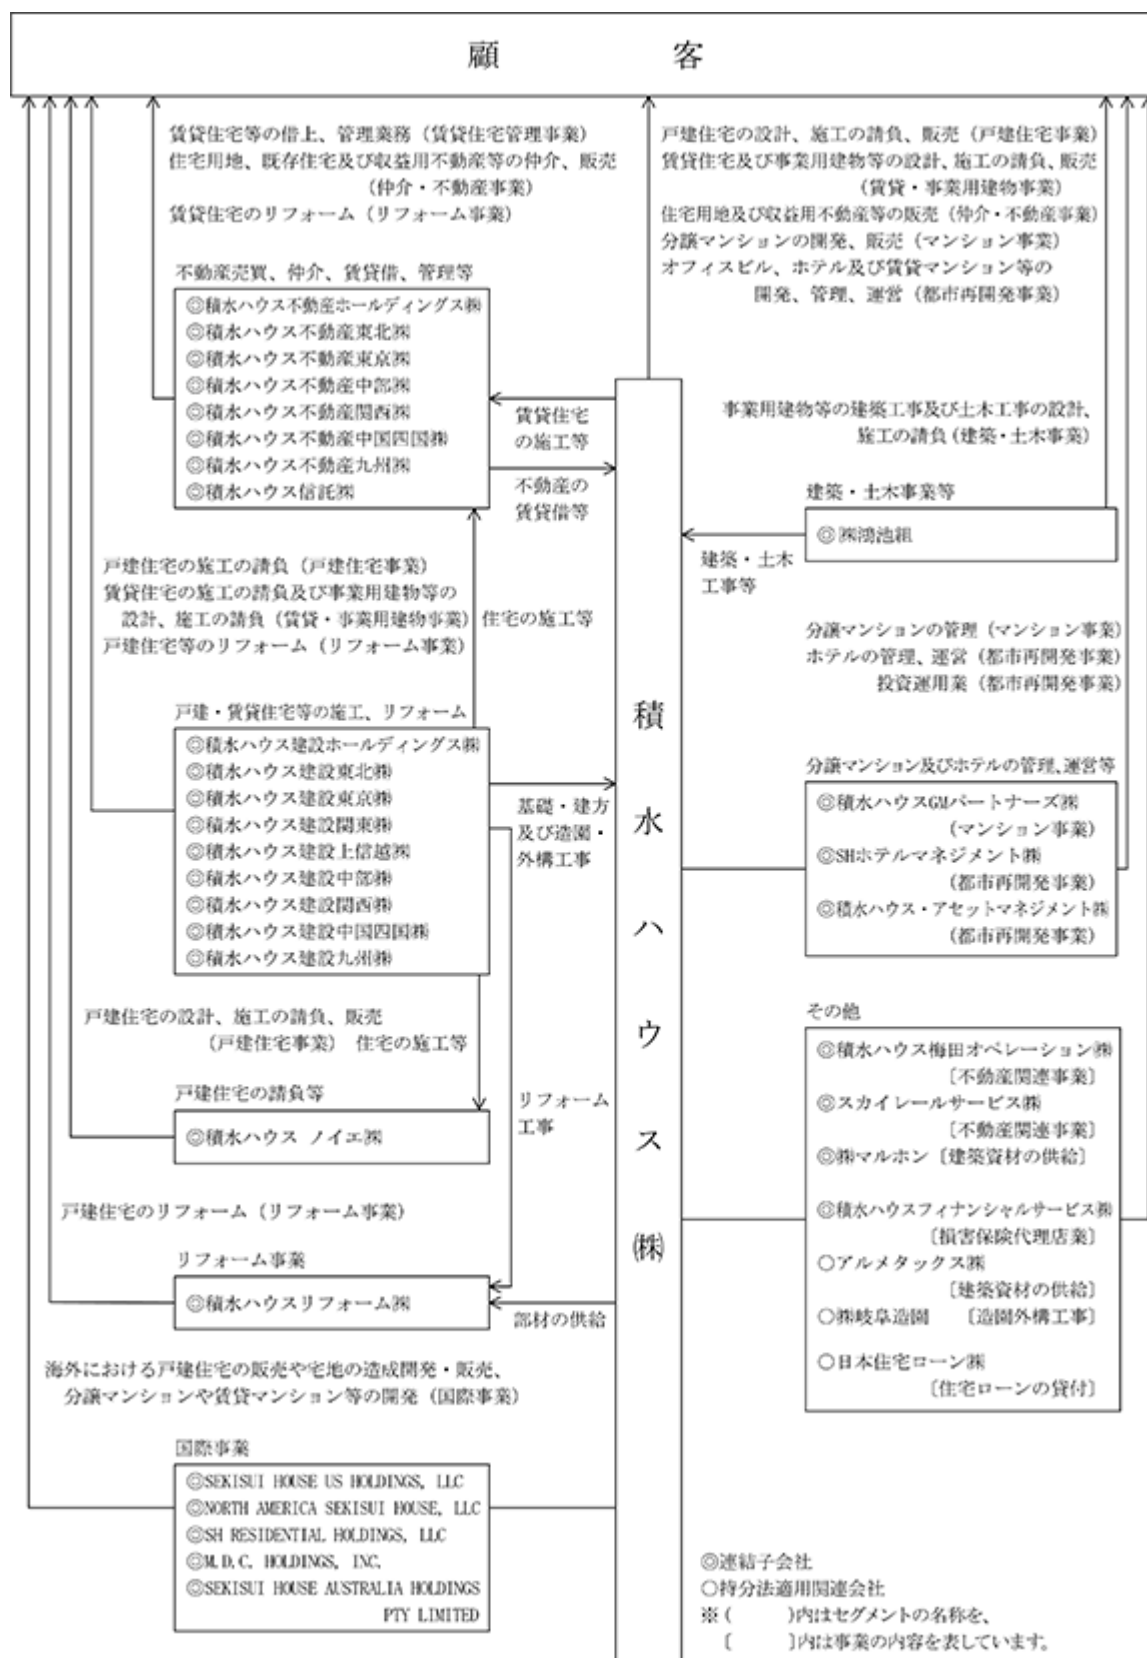 顧客
賃貸住宅等の借上、管理業務（賃貸住宅管理事業）
住宅用地、既存住宅及び収益用不動産等の仲介、販売
（仲介・不動産事業）
賃貸住宅のリフォーム（リフォーム事業）
不動産売買、仲介、賃貸借、管理等
◎積水ハウス不動産ホールディングス㈱
◎積水ハウス不動産東北㈱
◎積水ハウス不動産東京㈱
◎積水ハウス不動産中部㈱
◎積水ハウス不動産関西㈱
◎積水ハウス不動産中国四国㈱
◎積水ハウス不動産九州㈱
◎積水ハウス信託㈱
賃貸住宅
の施工等
不動産の
賃貸借等
戸建住宅の施工の請負（戸建住宅事業）
賃貸住宅の施工の請負及び事業用建物等の
設計、施工の請負（賃貸・事業用建物事業）
戸建住宅等のリフォーム（リフォーム事業）
住宅の施工等
戸建・賃貸住宅等の施工、リフォーム
◎積水ハウス建設ホールディングス㈱
◎積水ハウス建設東北㈱
◎積水ハウス建設東京㈱
◎積水ハウス建設関東㈱
◎積水ハウス建設上信越㈱
◎積水ハウス建設中部㈱
◎積水ハウス建設関西㈱
◎積水ハウス建設中国四国㈱
◎積水ハウス建設九州㈱
基礎・建方
及び造園・
外構工事
戸建住宅の設計、施工の請負、販売
（戸建住宅事業）
住宅の施工等
戸建住宅の請負等
◎積水ハウス ノイエ㈱
リフォーム
工事
戸建住宅のリフォーム（リフォーム事業）
リフォーム事業
◎積水ハウスリフォーム㈱
部材の供給
海外における戸建住宅の販売や宅地の造成開発・販売、
分譲マンションや賃貸マンション等の開発（国際事業）
国際事業
◎SEKISUI HOUSE US HOLDINGS, LLC
◎NORTH AMERICA SEKISUI HOUSE, LLC
◎SH RESIDENTIAL HOLDINGS, LLC
◎M.D.C. HOLDINGS, INC.
◎SEKISUI HOUSE AUSTRALIA HOLDINGS
PTY LIMITED
積水ハウス㈱
戸建住宅の設計、施工の請負、販売（戸建住宅事業）
賃貸住宅及び事業用建物等の設計、施工の請負、販売
（賃貸・事業用建物事業）
住宅用地及び収益用不動産等の販売（仲介・不動産事業）
分譲マンションの開発、販売（マンション事業）
オフィスビル、ホテル及び賃貸マンション等の
開発、管理、運営（都市再開発事業）
事業用建物等の建築工事及び土木工事の設計、
施工の請負（建築・土木事業）
建築・土木事業等
◎㈱鴻池組
建築・土木
工事等
分譲マンションの管理（マンション事業）
ホテルの管理、運営（都市再開発事業）
投資運用業（都市再開発事業）
分譲マンション及びホテルの管理、運営等
◎積水ハウスGMパートナーズ㈱
（マンション事業）
◎SHホテルマネジメント㈱
（都市再開発事業）
◎積水ハウス・アセットマネジメント㈱
（都市再開発事業）
その他
◎積水ハウス梅田オペレーション㈱
〔不動産関連事業〕
◎スカイレールサービス㈱
〔不動産関連事業〕
◎㈱マルホン〔建築資材の供給〕
◎積水ハウスフィナンシャルサービス㈱
〔損害保険代理店業〕
○アルメタックス㈱
〔建築資材の供給〕
○㈱岐阜造園 〔造園外構工事〕
○日本住宅ローン㈱
〔住宅ローンの貸付〕
◎連結子会社
○持分法適用関連会社
※（　　）内はセグメントの名称を、
〔　　〕内は事業の内容を表しています。